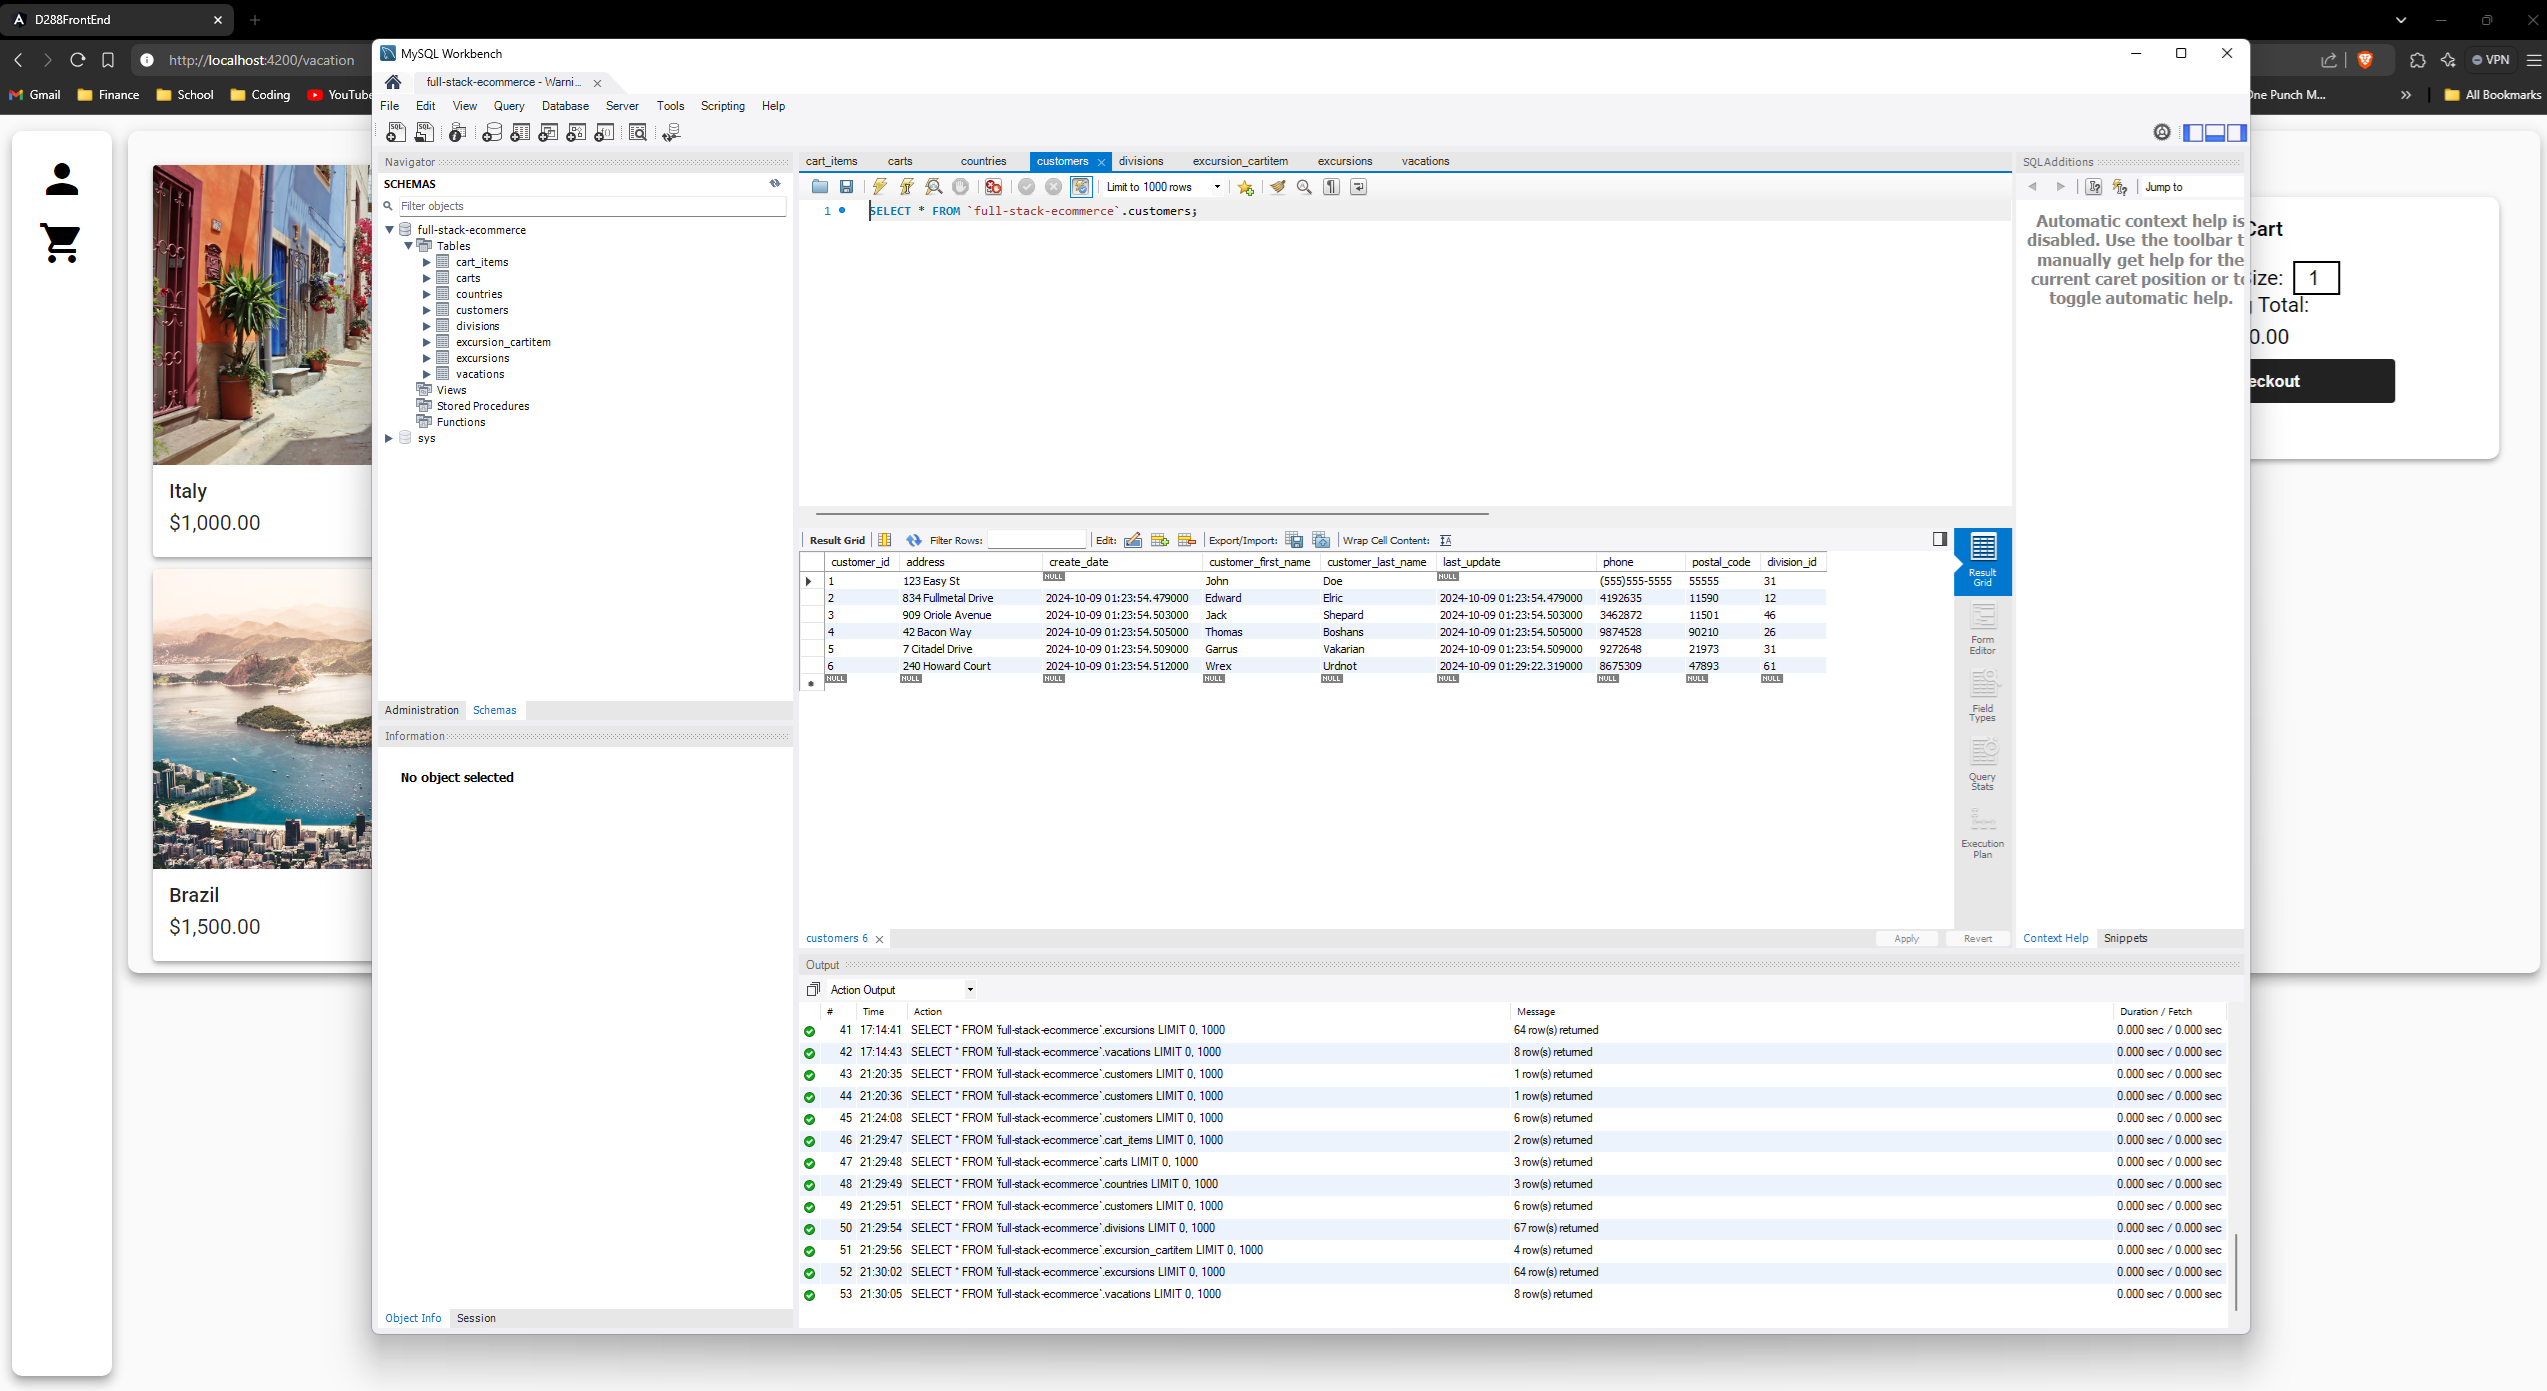 D288FrontEnd
http://localhost:4200/vacation
VPN
Gmail
Finance
School
Coding
YouTube
One Punch M...
All Bookmarks
Italy
$1,000.00
Brazil
$1,500.00
MySQL Workbench
full-stack-ecommerce - Warni...
File Edit View Query Database Server Tools Scripting Help
Navigator
SCHEMAS
Filter objects
full-stack-ecommerce
Tables
cart_items
carts
countries
customers
divisions
excursion_cartitem
excursions
vacations
Views
Stored Procedures
Functions
sys
Administration Schemas
Information
No object selected
Object Info Session
cart_items carts countries customers divisions excursion_cartitem excursions vacations
Limit to 1000 rows
1 SELECT * FROM `full-stack-ecommerce`.customers;
Result Grid Filter Rows: Edit: Export/Import: Wrap Cell Content:
customer_id address create_date customer_first_name customer_last_name last_update phone postal_code division_id
1 123 Easy St NULL John Doe NULL (555)555-5555 55555 31
2 834 Fullmetal Drive 2024-10-09 01:23:54.479000 Edward Elric 2024-10-09 01:23:54.479000 4192635 11590 12
3 909 Oriole Avenue 2024-10-09 01:23:54.503000 Jack Shepard 2024-10-09 01:23:54.503000 3462872 11501 46
4 42 Bacon Way 2024-10-09 01:23:54.505000 Thomas Boshans 2024-10-09 01:23:54.505000 9874528 90210 26
5 7 Citadel Drive 2024-10-09 01:23:54.509000 Garrus Vakarian 2024-10-09 01:23:54.509000 9272648 21973 31
6 240 Howard Court 2024-10-09 01:23:54.512000 Wrex Urdnot 2024-10-09 01:29:22.319000 8675309 47893 61
NULL NULL NULL NULL NULL NULL NULL NULL NULL
Result
Grid
Form
Editor
Field
Types
Query
Stats
Execution
Plan
customers 6
Apply Revert
Output
Action Output
# Time Action Message Duration / Fetch
41 17:14:41 SELECT * FROM `full-stack-ecommerce`.excursions LIMIT 0, 1000 64 row(s) returned 0.000 sec / 0.000 sec
42 17:14:43 SELECT * FROM `full-stack-ecommerce`.vacations LIMIT 0, 1000 8 row(s) returned 0.000 sec / 0.000 sec
43 21:20:35 SELECT * FROM `full-stack-ecommerce`.customers LIMIT 0, 1000 1 row(s) returned 0.000 sec / 0.000 sec
44 21:20:36 SELECT * FROM `full-stack-ecommerce`.customers LIMIT 0, 1000 1 row(s) returned 0.000 sec / 0.000 sec
45 21:24:08 SELECT * FROM `full-stack-ecommerce`.customers LIMIT 0, 1000 6 row(s) returned 0.000 sec / 0.000 sec
46 21:29:47 SELECT * FROM `full-stack-ecommerce`.cart_items LIMIT 0, 1000 2 row(s) returned 0.000 sec / 0.000 sec
47 21:29:48 SELECT * FROM `full-stack-ecommerce`.carts LIMIT 0, 1000 3 row(s) returned 0.000 sec / 0.000 sec
48 21:29:49 SELECT * FROM `full-stack-ecommerce`.countries LIMIT 0, 1000 3 row(s) returned 0.000 sec / 0.000 sec
49 21:29:51 SELECT * FROM `full-stack-ecommerce`.customers LIMIT 0, 1000 6 row(s) returned 0.000 sec / 0.000 sec
50 21:29:54 SELECT * FROM `full-stack-ecommerce`.divisions LIMIT 0, 1000 67 row(s) returned 0.000 sec / 0.000 sec
51 21:29:56 SELECT * FROM `full-stack-ecommerce`.excursion_cartitem LIMIT 0, 1000 4 row(s) returned 0.000 sec / 0.000 sec
52 21:30:02 SELECT * FROM `full-stack-ecommerce`.excursions LIMIT 0, 1000 64 row(s) returned 0.000 sec / 0.000 sec
53 21:30:05 SELECT * FROM `full-stack-ecommerce`.vacations LIMIT 0, 1000 8 row(s) returned 0.000 sec / 0.000 sec
SQLAdditions
Jump to
Automatic context help is
disabled. Use the toolbar t
manually get help for the
current caret position or to
toggle automatic help.
Context Help Snippets
Cart
ize: 1
Total:
0.00
eckout